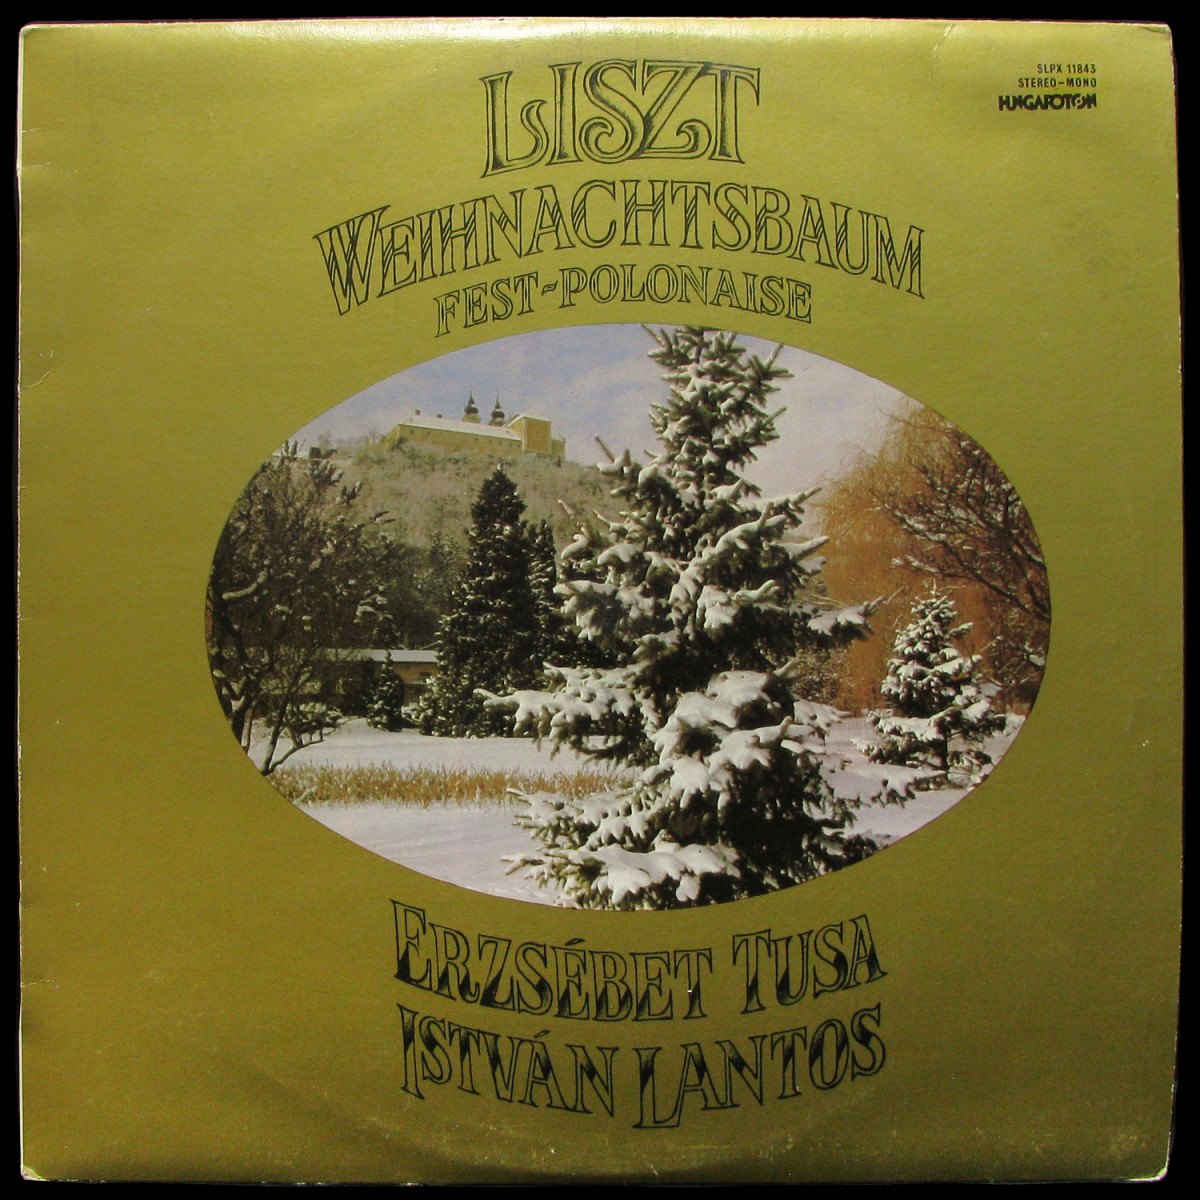 SLPX 11843
STEREO-MONO
HUNGAROTON
LISZT
WEIHNACHTSBAUM
FEST-POLONAISE
ERZSÉBET TUSA
ISTVÁN LANTOS